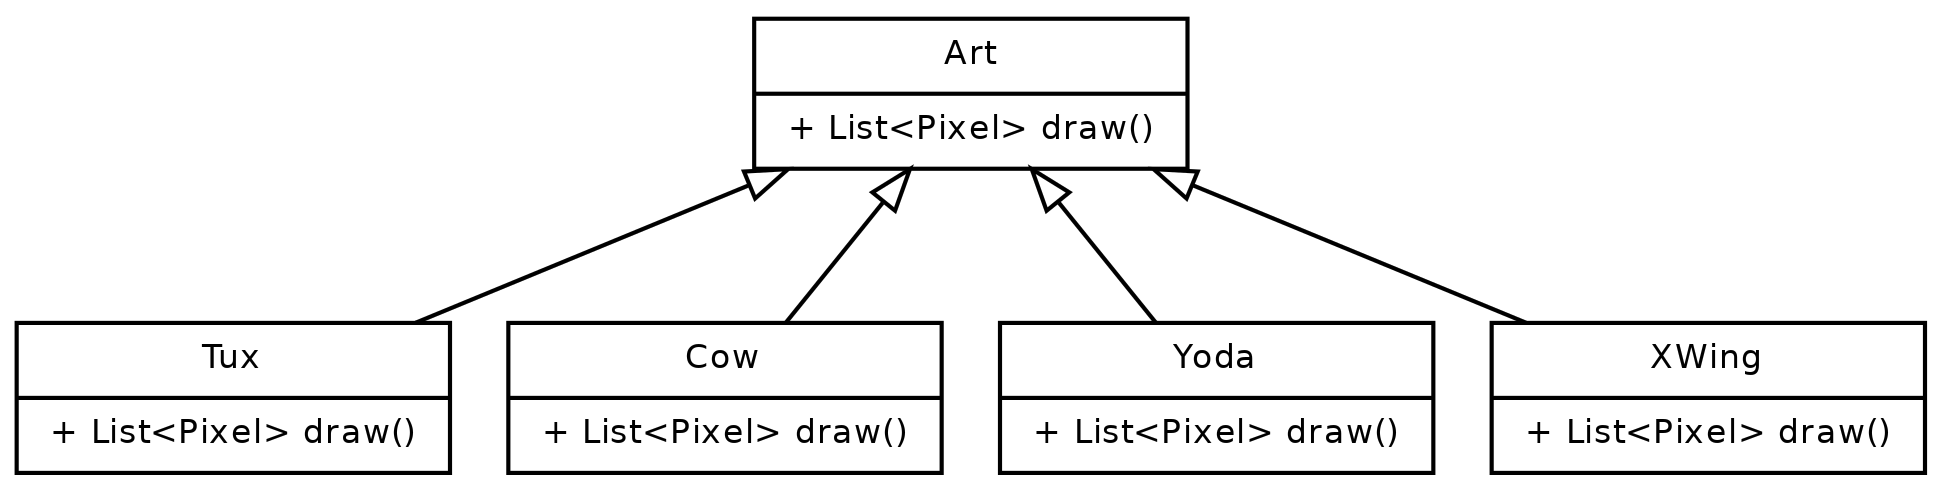 Art
+ List<Pixel> draw()
Tux
+ List<Pixel> draw()
Cow
+ List<Pixel> draw()
Yoda
+ List<Pixel> draw()
XWing
+ List<Pixel> draw()